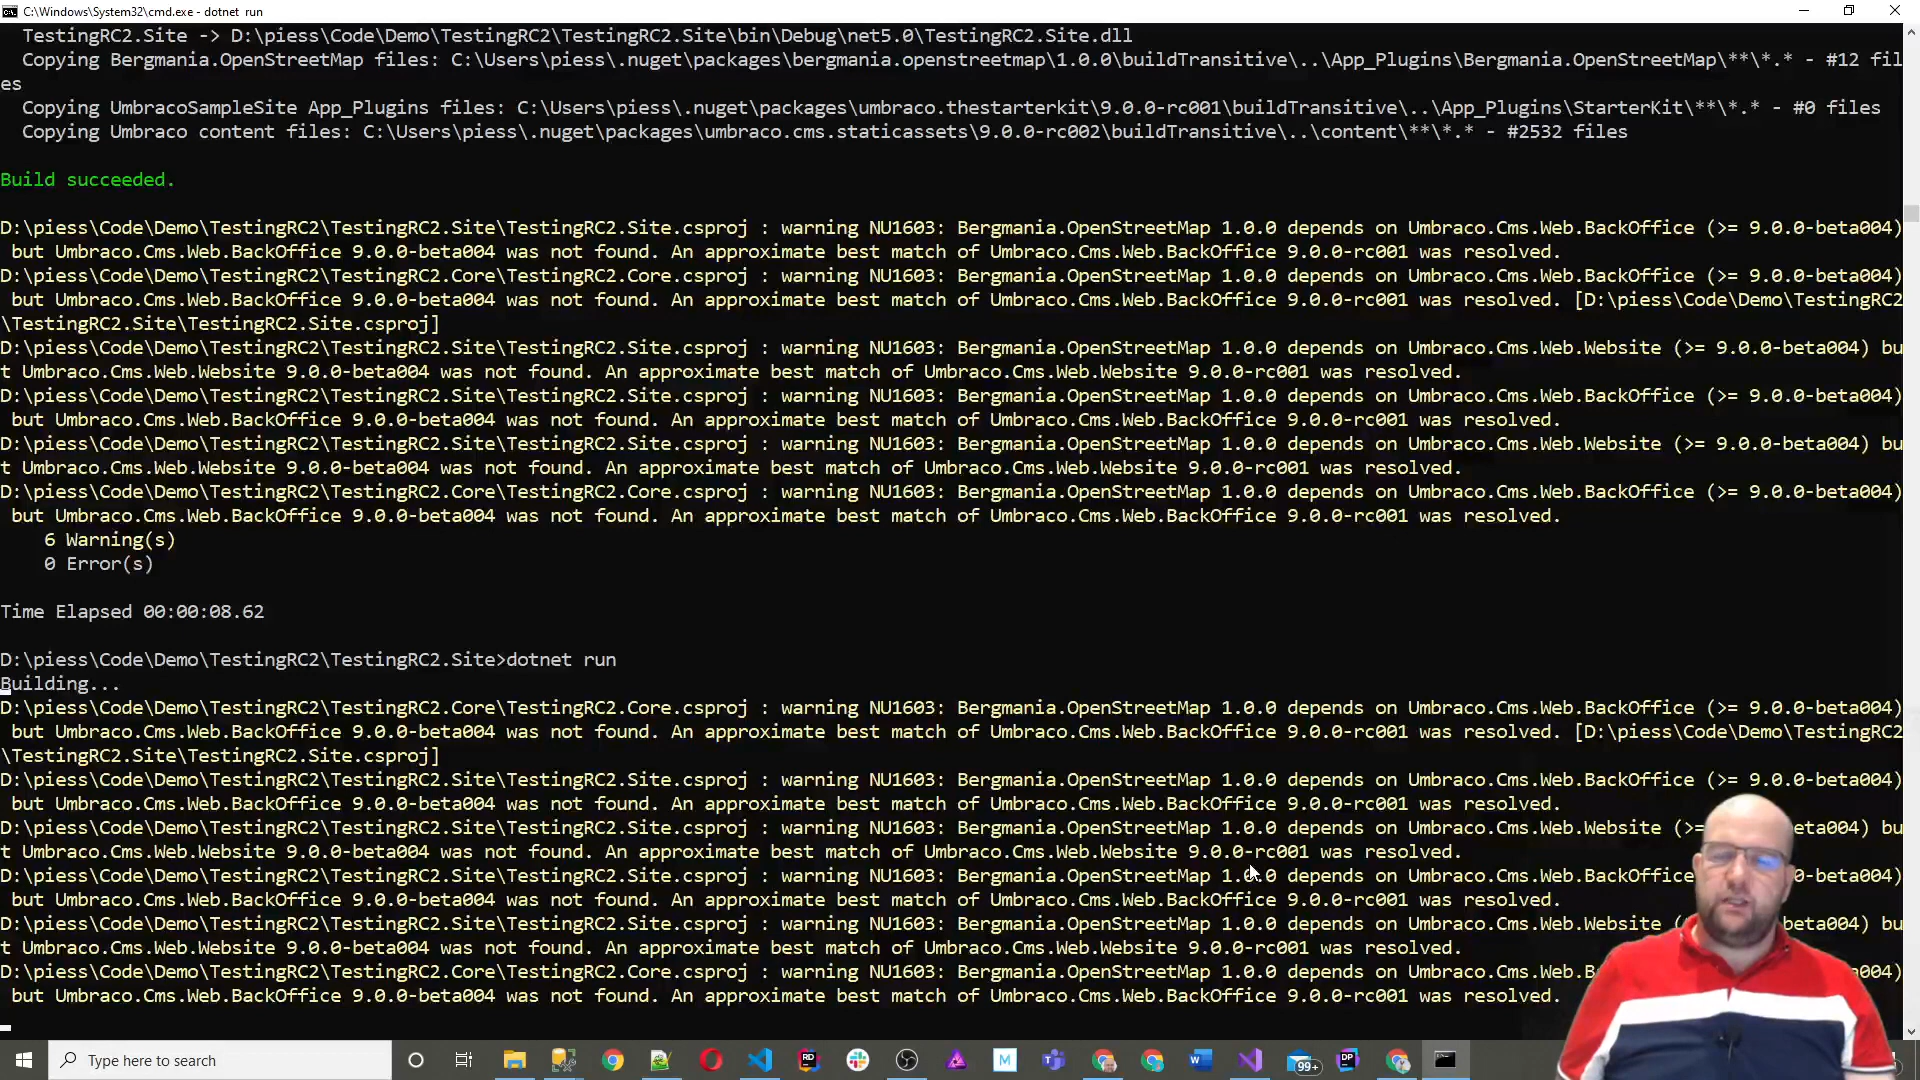 C:\Windows\System32\cmd.exe - dotnet  run
TestingRC2.Site -> D:\piess\Code\Demo\TestingRC2\TestingRC2.Site\bin\Debug\net5.0\TestingRC2.Site.dll
Copying Bergmania.OpenStreetMap files: C:\Users\piess\.nuget\packages\bergmania.openstreetmap\1.0.0\buildTransitive\..\App_Plugins\Bergmania.OpenStreetMap\**\*.* - #12 fil
es
Copying UmbracoSampleSite App_Plugins files: C:\Users\piess\.nuget\packages\umbraco.thestarterkit\9.0.0-rc001\buildTransitive\..\App_Plugins\StarterKit\**\*.* - #0 files
Copying Umbraco content files: C:\Users\piess\.nuget\packages\umbraco.cms.staticassets\9.0.0-rc002\buildTransitive\..\content\**\*.* - #2532 files
Build succeeded.
D:\piess\Code\Demo\TestingRC2\TestingRC2.Site\TestingRC2.Site.csproj : warning NU1603: Bergmania.OpenStreetMap 1.0.0 depends on Umbraco.Cms.Web.BackOffice (>= 9.0.0-beta004)
but Umbraco.Cms.Web.BackOffice 9.0.0-beta004 was not found. An approximate best match of Umbraco.Cms.Web.BackOffice 9.0.0-rc001 was resolved.
D:\piess\Code\Demo\TestingRC2\TestingRC2.Core\TestingRC2.Core.csproj : warning NU1603: Bergmania.OpenStreetMap 1.0.0 depends on Umbraco.Cms.Web.BackOffice (>= 9.0.0-beta004)
but Umbraco.Cms.Web.BackOffice 9.0.0-beta004 was not found. An approximate best match of Umbraco.Cms.Web.BackOffice 9.0.0-rc001 was resolved. [D:\piess\Code\Demo\TestingRC2
\TestingRC2.Site\TestingRC2.Site.csproj]
D:\piess\Code\Demo\TestingRC2\TestingRC2.Site\TestingRC2.Site.csproj : warning NU1603: Bergmania.OpenStreetMap 1.0.0 depends on Umbraco.Cms.Web.Website (>= 9.0.0-beta004) bu
t Umbraco.Cms.Web.Website 9.0.0-beta004 was not found. An approximate best match of Umbraco.Cms.Web.Website 9.0.0-rc001 was resolved.
D:\piess\Code\Demo\TestingRC2\TestingRC2.Site\TestingRC2.Site.csproj : warning NU1603: Bergmania.OpenStreetMap 1.0.0 depends on Umbraco.Cms.Web.BackOffice (>= 9.0.0-beta004)
but Umbraco.Cms.Web.BackOffice 9.0.0-beta004 was not found. An approximate best match of Umbraco.Cms.Web.BackOffice 9.0.0-rc001 was resolved.
D:\piess\Code\Demo\TestingRC2\TestingRC2.Site\TestingRC2.Site.csproj : warning NU1603: Bergmania.OpenStreetMap 1.0.0 depends on Umbraco.Cms.Web.Website (>= 9.0.0-beta004) bu
t Umbraco.Cms.Web.Website 9.0.0-beta004 was not found. An approximate best match of Umbraco.Cms.Web.Website 9.0.0-rc001 was resolved.
D:\piess\Code\Demo\TestingRC2\TestingRC2.Core\TestingRC2.Core.csproj : warning NU1603: Bergmania.OpenStreetMap 1.0.0 depends on Umbraco.Cms.Web.BackOffice (>= 9.0.0-beta004)
but Umbraco.Cms.Web.BackOffice 9.0.0-beta004 was not found. An approximate best match of Umbraco.Cms.Web.BackOffice 9.0.0-rc001 was resolved.
6 Warning(s)
0 Error(s)
Time Elapsed 00:00:08.62
D:\piess\Code\Demo\TestingRC2\TestingRC2.Site>dotnet run
Building...
D:\piess\Code\Demo\TestingRC2\TestingRC2.Core\TestingRC2.Core.csproj : warning NU1603: Bergmania.OpenStreetMap 1.0.0 depends on Umbraco.Cms.Web.BackOffice (>= 9.0.0-beta004)
but Umbraco.Cms.Web.BackOffice 9.0.0-beta004 was not found. An approximate best match of Umbraco.Cms.Web.BackOffice 9.0.0-rc001 was resolved. [D:\piess\Code\Demo\TestingRC2
\TestingRC2.Site\TestingRC2.Site.csproj]
D:\piess\Code\Demo\TestingRC2\TestingRC2.Site\TestingRC2.Site.csproj : warning NU1603: Bergmania.OpenStreetMap 1.0.0 depends on Umbraco.Cms.Web.BackOffice (>= 9.0.0-beta004)
but Umbraco.Cms.Web.BackOffice 9.0.0-beta004 was not found. An approximate best match of Umbraco.Cms.Web.BackOffice 9.0.0-rc001 was resolved.
D:\piess\Code\Demo\TestingRC2\TestingRC2.Site\TestingRC2.Site.csproj : warning NU1603: Bergmania.OpenStreetMap 1.0.0 depends on Umbraco.Cms.Web.Website (>= eta004) bu
t Umbraco.Cms.Web.Website 9.0.0-beta004 was not found. An approximate best match of Umbraco.Cms.Web.Website 9.0.0-rc001 was resolved.
D:\piess\Code\Demo\TestingRC2\TestingRC2.Site\TestingRC2.Site.csproj : warning NU1603: Bergmania.OpenStreetMap 1.0.0 depends on Umbraco.Cms.Web.BackOffice 0-beta004)
but Umbraco.Cms.Web.BackOffice 9.0.0-beta004 was not found. An approximate best match of Umbraco.Cms.Web.BackOffice 9.0.0-rc001 was resolved.
D:\piess\Code\Demo\TestingRC2\TestingRC2.Site\TestingRC2.Site.csproj : warning NU1603: Bergmania.OpenStreetMap 1.0.0 depends on Umbraco.Cms.Web.Website ( beta004) bu
t Umbraco.Cms.Web.Website 9.0.0-beta004 was not found. An approximate best match of Umbraco.Cms.Web.Website 9.0.0-rc001 was resolved.
D:\piess\Code\Demo\TestingRC2\TestingRC2.Core\TestingRC2.Core.csproj : warning NU1603: Bergmania.OpenStreetMap 1.0.0 depends on Umbraco.Cms.Web.B 004)
but Umbraco.Cms.Web.BackOffice 9.0.0-beta004 was not found. An approximate best match of Umbraco.Cms.Web.BackOffice 9.0.0-rc001 was resolved.
Type here to search
RD
M
W
99+
DP